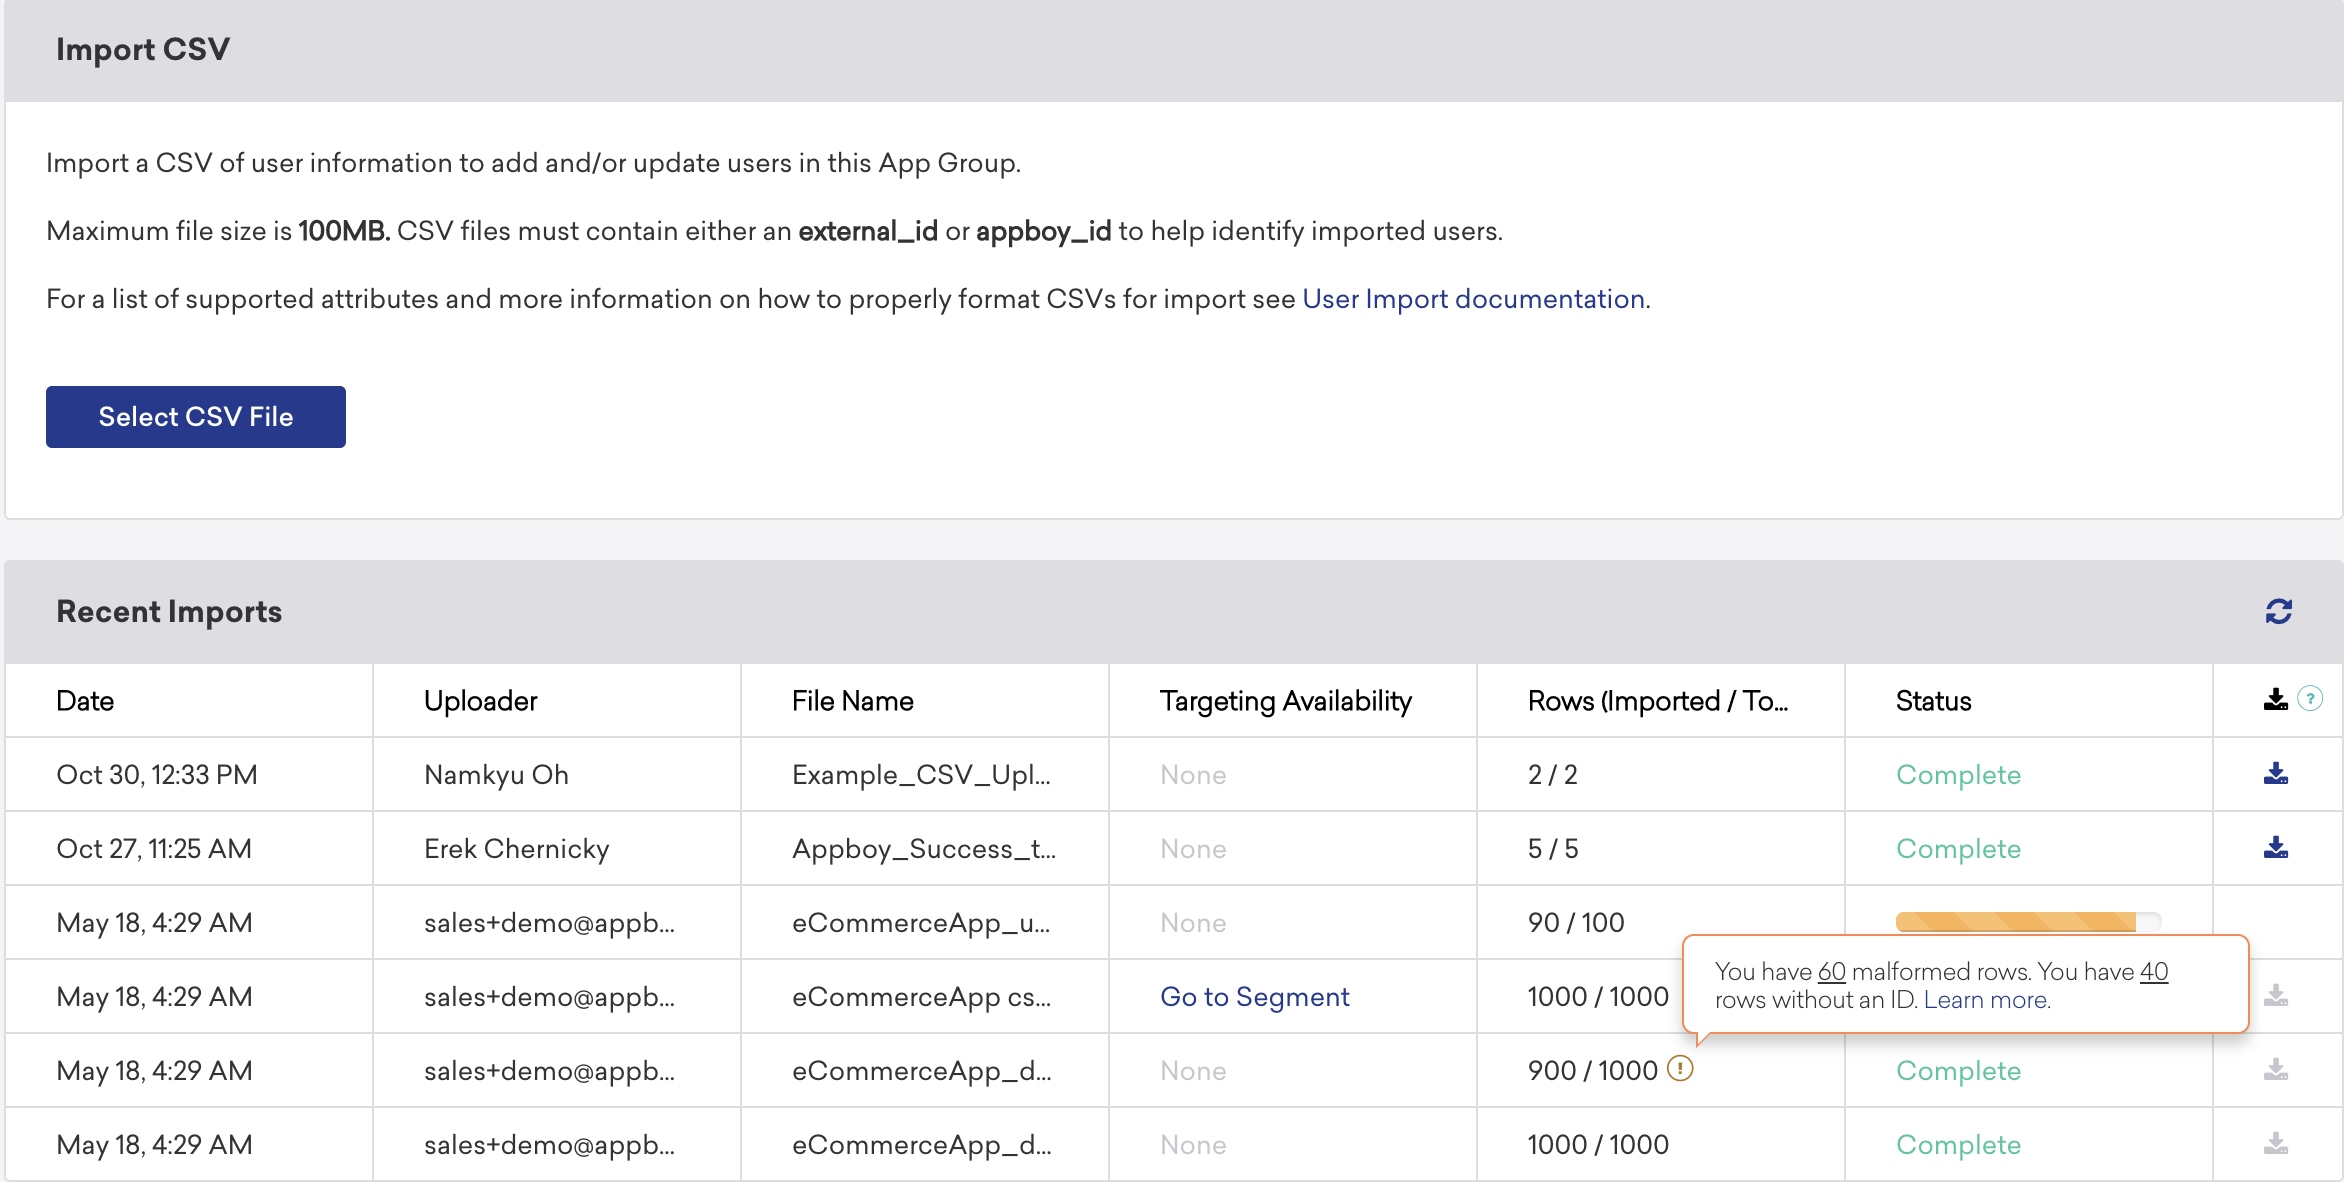 Import CSV
Import a CSV of user information to add and/or update users in this App Group.
Maximum file size is 100MB. CSV files must contain either an external_id or appboy_id to help identify imported users.
For a list of supported attributes and more information on how to properly format CSVs for import see User Import documentation.
Select CSV File
Recent Imports
Date Uploader File Name Targeting Availability Rows (Imported / To... Status ?
Oct 30, 12:33 PM Namkyu Oh Example_CSV_Upl... None 2 / 2 Complete
Oct 27, 11:25 AM Erek Chernicky Appboy_Success_t... None 5 / 5 Complete
May 18, 4:29 AM sales+demo@appb... eCommerceApp_u... None 90 / 100
You have 60 malformed rows. You have 40
rows without an ID. Learn more.
May 18, 4:29 AM sales+demo@appb... eCommerceApp cs... Go to Segment 1000 / 1000
May 18, 4:29 AM sales+demo@appb... eCommerceApp_d... None 900 / 1000 ! Complete
May 18, 4:29 AM sales+demo@appb... eCommerceApp_d... None 1000 / 1000 Complete